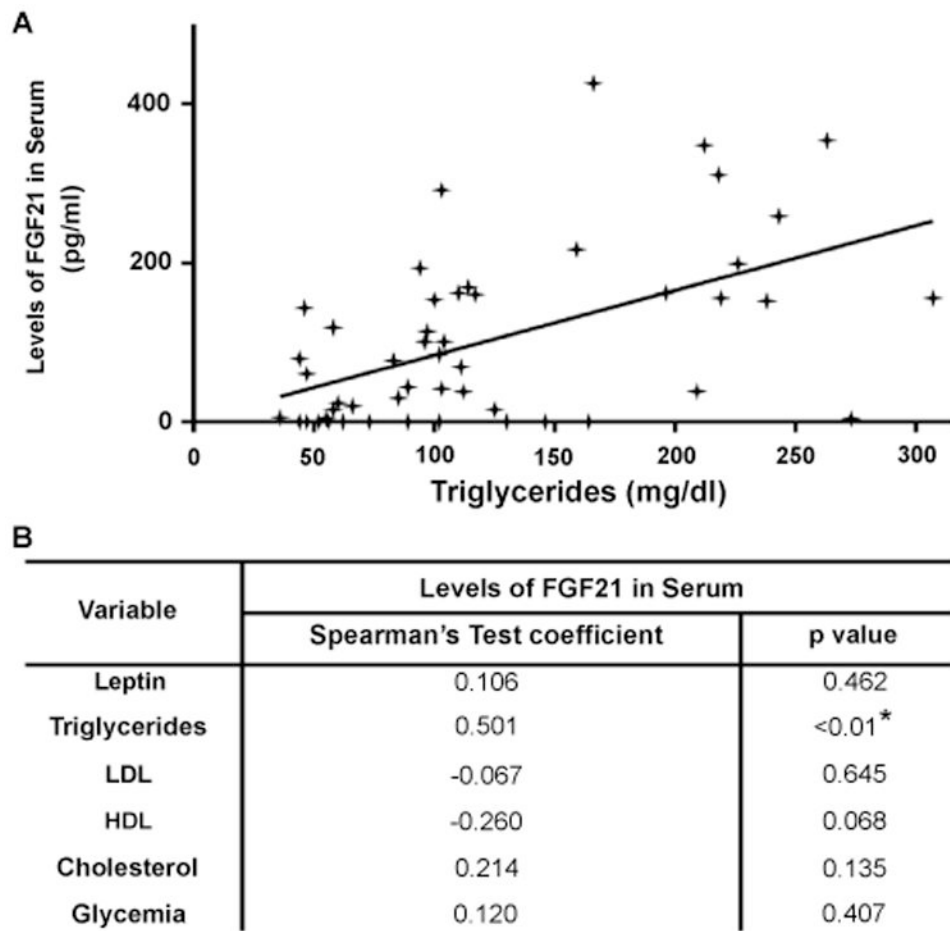 A
Levels of FGF21 in Serum
(pg/ml)
400
200
0
0 50 100 150 200 250 300
Triglycerides (mg/dl)
B
Variable
Levels of FGF21 in Serum
Spearman's Test coefficient p value
Leptin 0.106 0.462
Triglycerides 0.501 <0.01*
LDL -0.067 0.645
HDL -0.260 0.068
Cholesterol 0.214 0.135
Glycemia 0.120 0.407